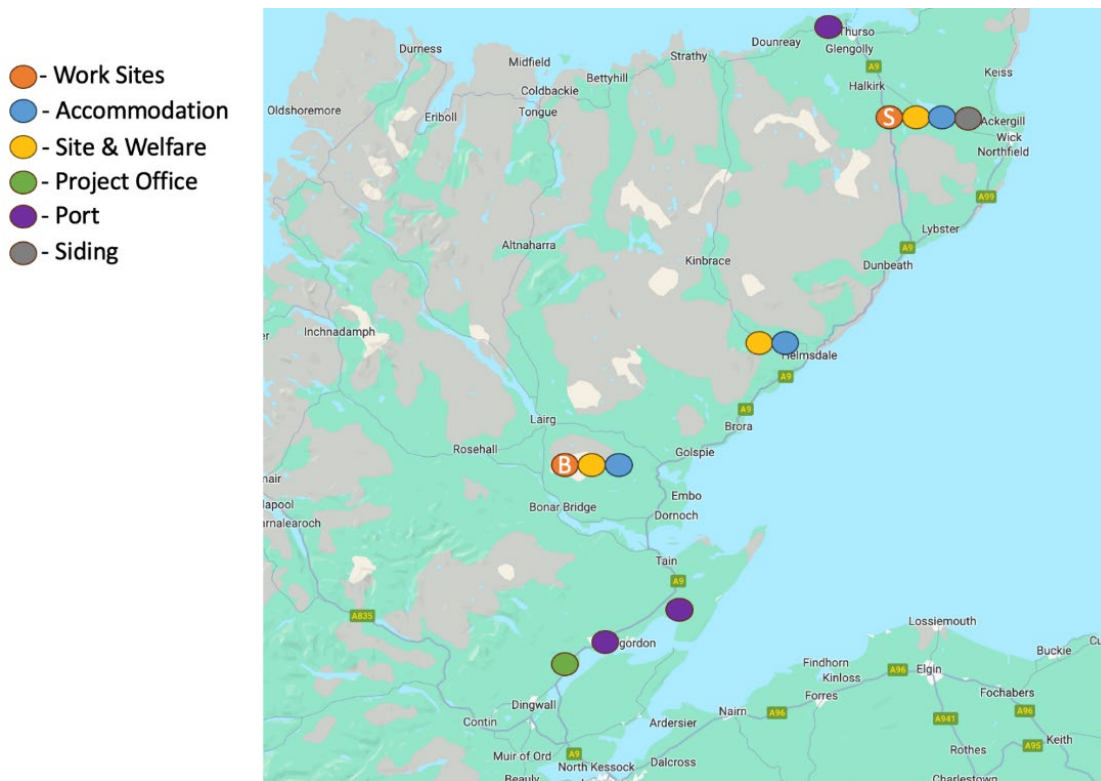 - Work Sites
- Accommodation
- Site & Welfare
- Project Office
- Port
- Siding
Durness
Midfield
Coldbackie
Tongue
Eriboll
Oldshoremore
Bettyhill
Strathy
Dounreay
Thurso
Glengolly
A9
Halkirk
Keiss
S
Ackergill
Wick
Northfield
A99
Lybster
A9
Dunbeath
Altnaharra
Kinbrace
Inchnadamph
Helmsdale
A9
A9
Brora
Lairg
Rosehall
Golspie
B
Embo
Bonar Bridge
Dornoch
Tain
A9
A835
gordon
Dingwall
Contin
Muir of Ord
A9
North Kessock
Beauly
Ardersier
Dalcross
Nairn
A96
Forres
Findhorn
Kinloss
A96
Elgin
Lossiemouth
Buckie
Fochabers
A96
A941
A95
Keith
Rothes
Charlestown